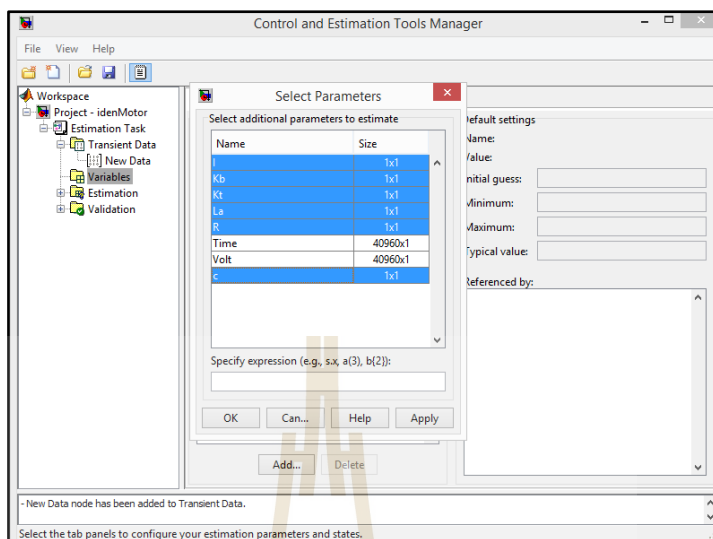 Control and Estimation Tools Manager
File View Help
Workspace
Project - idenMotor
Estimation Task
Transient Data
New Data
Variables
Estimation
Validation
Select Parameters
Select additional parameters to estimate
Name Size
1x1
Kb 1x1
Kt 1x1
La 1x1
R 1x1
Time 40960x1
Volt 40960x1
c 1x1
Specify expression (e.g., s.x, a(3), b{2}):
OK Can... Help Apply
Add... Delete
Default settings
Name:
Value:
Initial guess:
Minimum:
Maximum:
Typical value:
Referenced by:
- New Data node has been added to Transient Data.
Select the tab panels to configure your estimation parameters and states.